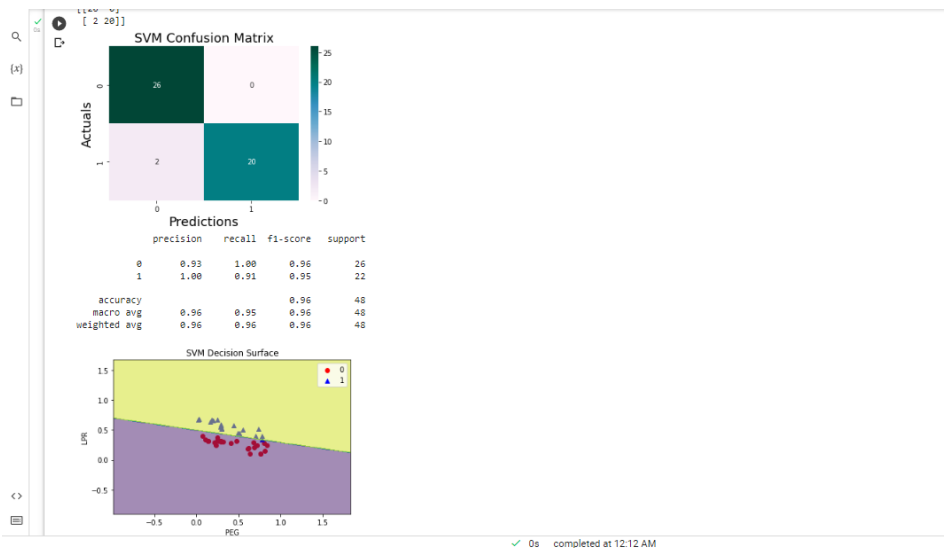 [[26 0]
[ 2 20]]
SVM Confusion Matrix
{x}
Actuals
0
26
0
1
2
20
25
20
15
10
5
0
0 1
Predictions
precision recall f1-score support
0 0.93 1.00 0.96 26
1 1.00 0.91 0.95 22
accuracy 0.96 48
macro avg 0.96 0.95 0.96 48
weighted avg 0.96 0.96 0.96 48
SVM Decision Surface
0
1
1.5
1.0
0.5
0.0
−0.5
LPR
−0.5 0.0 0.5 1.0 1.5
PEG
<>
0s completed at 12:12 AM